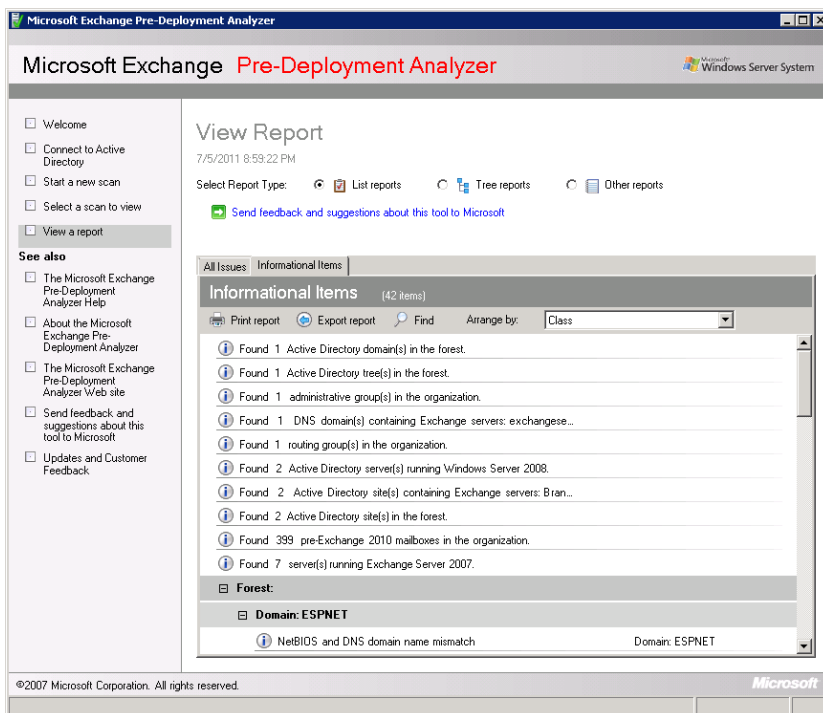 Microsoft Exchange Pre-Deployment Analyzer
Microsoft Exchange Pre-Deployment Analyzer
Microsoft Windows Server System
Welcome
Connect to Active
Directory
Start a new scan
Select a scan to view
View a report
See also
The Microsoft Exchange
Pre-Deployment
Analyzer Help
About the Microsoft
Exchange Pre-
Deployment Analyzer
The Microsoft Exchange
Pre-Deployment
Analyzer Web site
Send feedback and
suggestions about this
tool to Microsoft
Updates and Customer
Feedback
View Report
7/5/2011 8:59:22 PM
Select Report Type: List reports Tree reports Other reports
Send feedback and suggestions about this tool to Microsoft
All Issues Informational Items
Informational Items (42 items)
Print report Export report Find Arrange by: Class
Found 1 Active Directory domain(s) in the forest.
Found 1 Active Directory tree(s) in the forest.
Found 1 administrative group(s) in the organization.
Found 1 DNS domain(s) containing Exchange servers: exchangese...
Found 1 routing group(s) in the organization.
Found 2 Active Directory server(s) running Windows Server 2008.
Found 2 Active Directory site(s) containing Exchange servers: Bran...
Found 2 Active Directory site(s) in the forest.
Found 399 pre-Exchange 2010 mailboxes in the organization.
Found 7 server(s) running Exchange Server 2007.
Forest:
Domain: ESPNET
NetBIOS and DNS domain name mismatch Domain: ESPNET
©2007 Microsoft Corporation. All rights reserved.
Microsoft